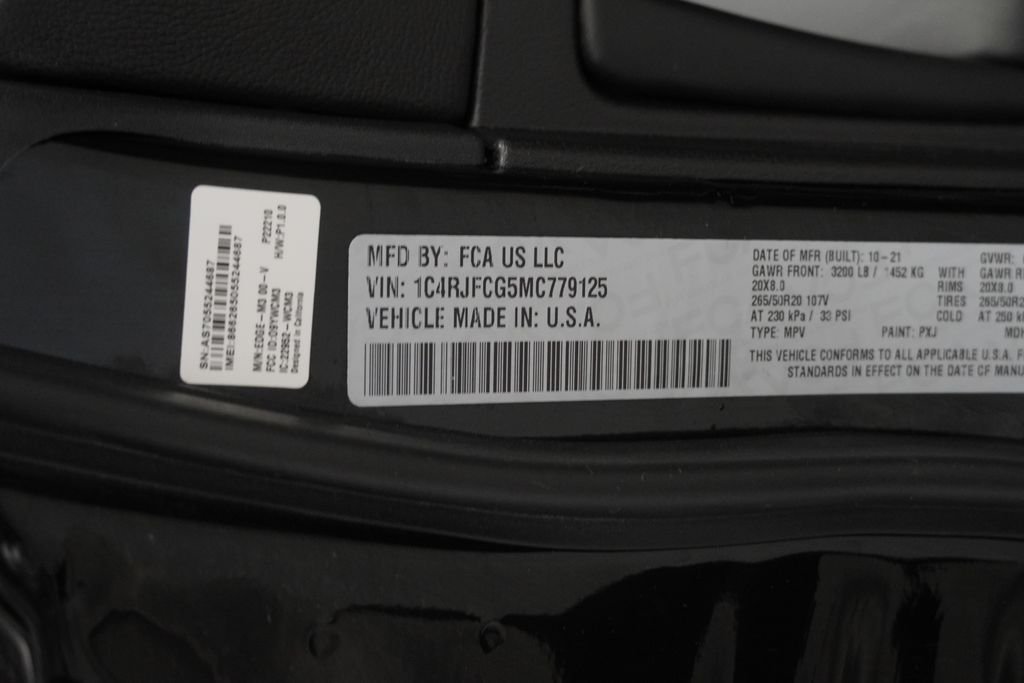 SN:AS7055244687
IMEI:866265055244687
M/N:EDGE-M3 00-V P22210
FCC ID:O9YWCM3 H/W:P1.0.0
IC:22952-WCM3
Designed in California
MFD BY: FCA US LLC
VIN: 1C4RJFCG5MC779125
VEHICLE MADE IN: U.S.A.
DATE OF MFR (BUILT): 10-21 GVWR:
GAWR FRONT: 3200 LB / 1452 KG WITH GAWR
20X8.0 RIMS 20X8.0
265/50R20 107V TIRES 265/50R2
AT 230 kPa / 33 PSI COLD AT 250
TYPE: MPV PAINT: PXJ
THIS VEHICLE CONFORMS TO ALL APPLICABLE U.S.A.
STANDARDS IN EFFECT ON THE DATE OF MANU